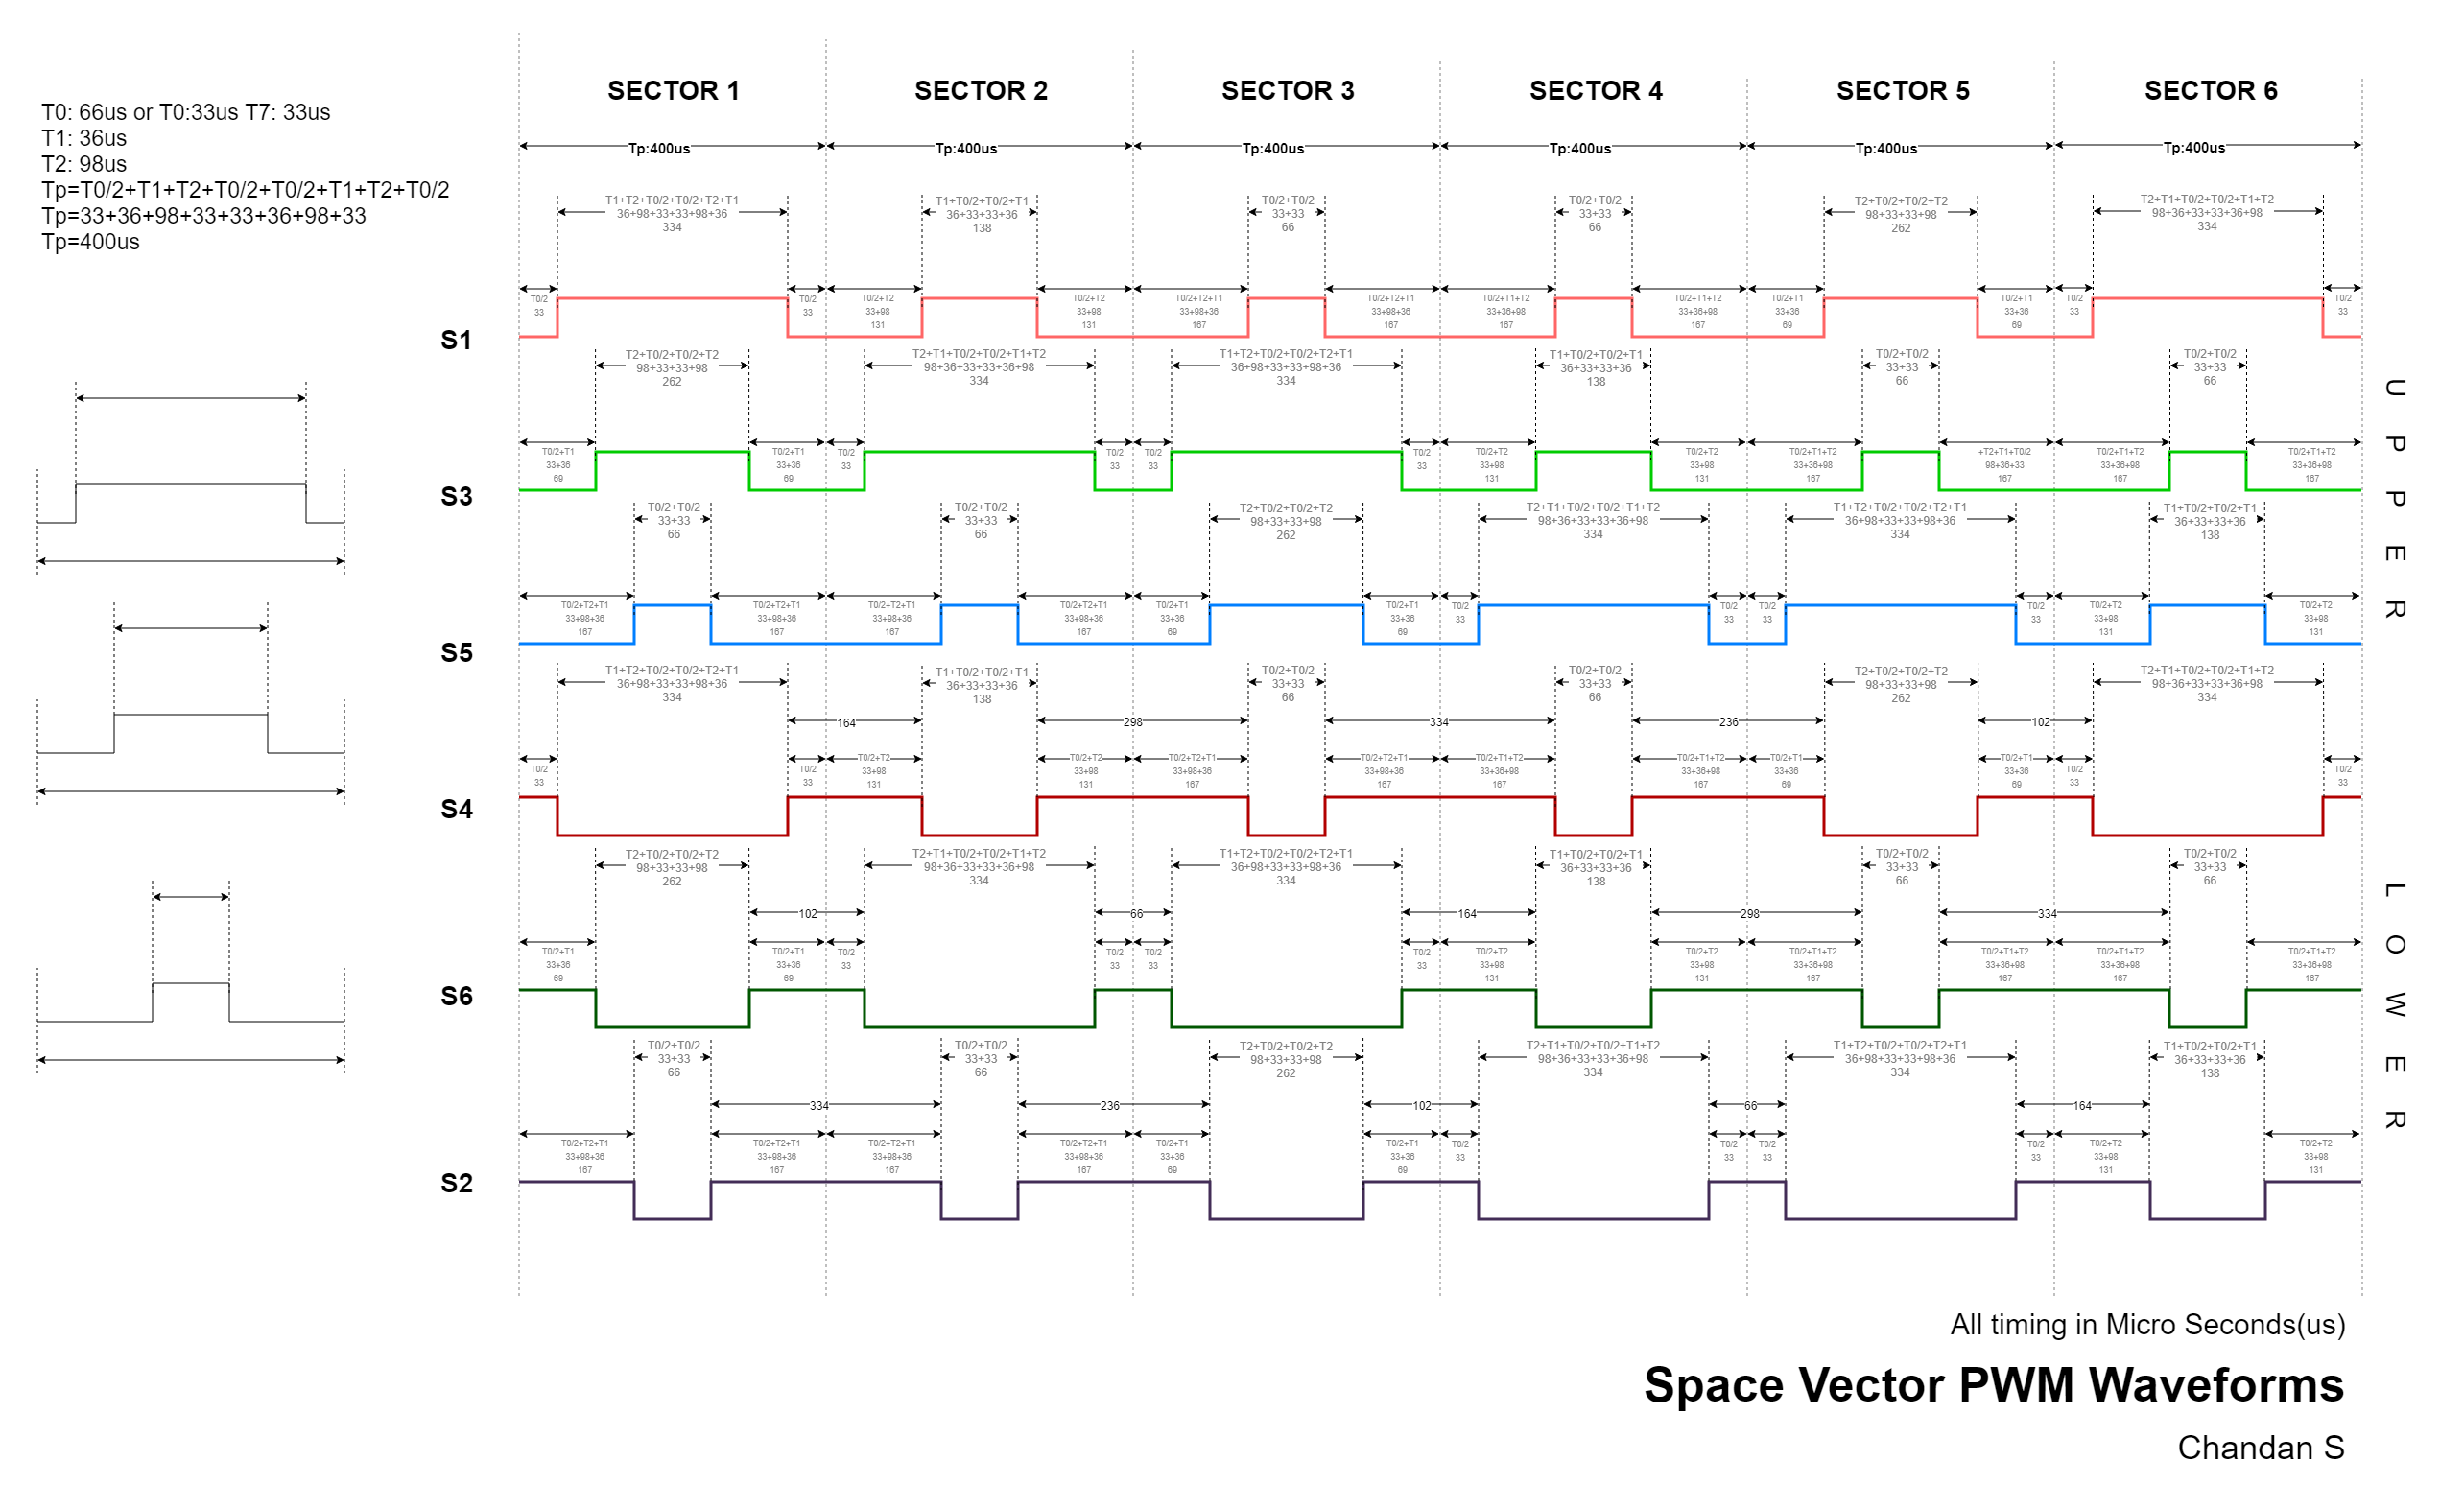 SECTOR 1
SECTOR 2
SECTOR 3
SECTOR 4
SECTOR 5
SECTOR 6
T0: 66us or T0:33us T7: 33us
T1: 36us
T2: 98us
Tp=T0/2+T1+T2+T0/2+T0/2+T1+T2+T0/2
Tp=33+36+98+33+33+36+98+33
Tp=400us
Tp:400us
Tp:400us
Tp:400us
Tp:400us
Tp:400us
Tp:400us
T1+T2+T0/2+T0/2+T2+T1
36+98+33+33+98+36
334
T1+T0/2+T0/2+T1
36+33+33+36
138
T0/2+T0/2
33+33
66
T0/2+T0/2
33+33
66
T2+T0/2+T0/2+T2
98+33+33+98
262
T2+T1+T0/2+T0/2+T1+T2
98+36+33+33+36+98
334
T0/2
33
T0/2
33
T0/2+T2
33+98
131
T0/2+T2
33+98
131
T0/2+T2+T1
33+98+36
167
T0/2+T2+T1
33+98+36
167
T0/2+T1+T2
33+36+98
167
T0/2+T1+T2
33+36+98
167
T0/2+T1
33+36
69
T0/2+T1
33+36
69
T0/2
33
T0/2
33
S1
T2+T0/2+T0/2+T2
98+33+33+98
262
T2+T1+T0/2+T0/2+T1+T2
98+36+33+33+36+98
334
T1+T2+T0/2+T0/2+T2+T1
36+98+33+33+98+36
334
T1+T0/2+T0/2+T1
36+33+33+36
138
T0/2+T0/2
33+33
66
T0/2+T0/2
33+33
66
T0/2+T1
33+36
69
T0/2+T1
33+36
69
T0/2
33
T0/2
33
T0/2
33
T0/2
33
T0/2+T2
33+98
131
T0/2+T2
33+98
131
T0/2+T1+T2
33+36+98
167
+T2+T1+T0/2
98+36+33
167
T0/2+T1+T2
33+36+98
167
T0/2+T1+T2
33+36+98
167
S3
T0/2+T0/2
33+33
66
T0/2+T0/2
33+33
66
T2+T0/2+T0/2+T2
98+33+33+98
262
T2+T1+T0/2+T0/2+T1+T2
98+36+33+33+36+98
334
T1+T2+T0/2+T0/2+T2+T1
36+98+33+33+98+36
334
T1+T0/2+T0/2+T1
36+33+33+36
138
T0/2+T2+T1
33+98+36
167
T0/2+T2+T1
33+98+36
167
T0/2+T2+T1
33+98+36
167
T0/2+T2+T1
33+98+36
167
T0/2+T1
33+36
69
T0/2+T1
33+36
69
T0/2
33
T0/2
33
T0/2
33
T0/2
33
T0/2+T2
33+98
131
T0/2+T2
33+98
131
S5
UPPER
T1+T2+T0/2+T0/2+T2+T1
36+98+33+33+98+36
334
T1+T0/2+T0/2+T1
36+33+33+36
138
T0/2+T0/2
33+33
66
T0/2+T0/2
33+33
66
T2+T0/2+T0/2+T2
98+33+33+98
262
T2+T1+T0/2+T0/2+T1+T2
98+36+33+33+36+98
334
164
298
334
236
102
T0/2
33
T0/2
33
T0/2+T2
33+98
131
T0/2+T2
33+98
131
T0/2+T2+T1
33+98+36
167
T0/2+T2+T1
33+98+36
167
T0/2+T1+T2
33+36+98
167
T0/2+T1+T2
33+36+98
167
T0/2+T1
33+36
69
T0/2+T1
33+36
69
T0/2
33
T0/2
33
S4
T2+T0/2+T0/2+T2
98+33+33+98
262
T2+T1+T0/2+T0/2+T1+T2
98+36+33+33+36+98
334
T1+T2+T0/2+T0/2+T2+T1
36+98+33+33+98+36
334
T1+T0/2+T0/2+T1
36+33+33+36
138
T0/2+T0/2
33+33
66
T0/2+T0/2
33+33
66
102
66
164
298
334
T0/2+T1
33+36
69
T0/2+T1
33+36
69
T0/2
33
T0/2
33
T0/2
33
T0/2
33
T0/2+T2
33+98
131
T0/2+T2
33+98
131
T0/2+T1+T2
33+36+98
167
T0/2+T1+T2
33+36+98
167
T0/2+T1+T2
33+36+98
167
T0/2+T1+T2
33+36+98
167
S6
T0/2+T0/2
33+33
66
T0/2+T0/2
33+33
66
T2+T0/2+T0/2+T2
98+33+33+98
262
T2+T1+T0/2+T0/2+T1+T2
98+36+33+33+36+98
334
T1+T2+T0/2+T0/2+T2+T1
36+98+33+33+98+36
334
T1+T0/2+T0/2+T1
36+33+33+36
138
334
236
102
66
164
T0/2+T2+T1
33+98+36
167
T0/2+T2+T1
33+98+36
167
T0/2+T2+T1
33+98+36
167
T0/2+T2+T1
33+98+36
167
T0/2+T1
33+36
69
T0/2+T1
33+36
69
T0/2
33
T0/2
33
T0/2
33
T0/2
33
T0/2+T2
33+98
131
T0/2+T2
33+98
131
S2
LOWER
All timing in Micro Seconds(us)
Space Vector PWM Waveforms
Chandan S